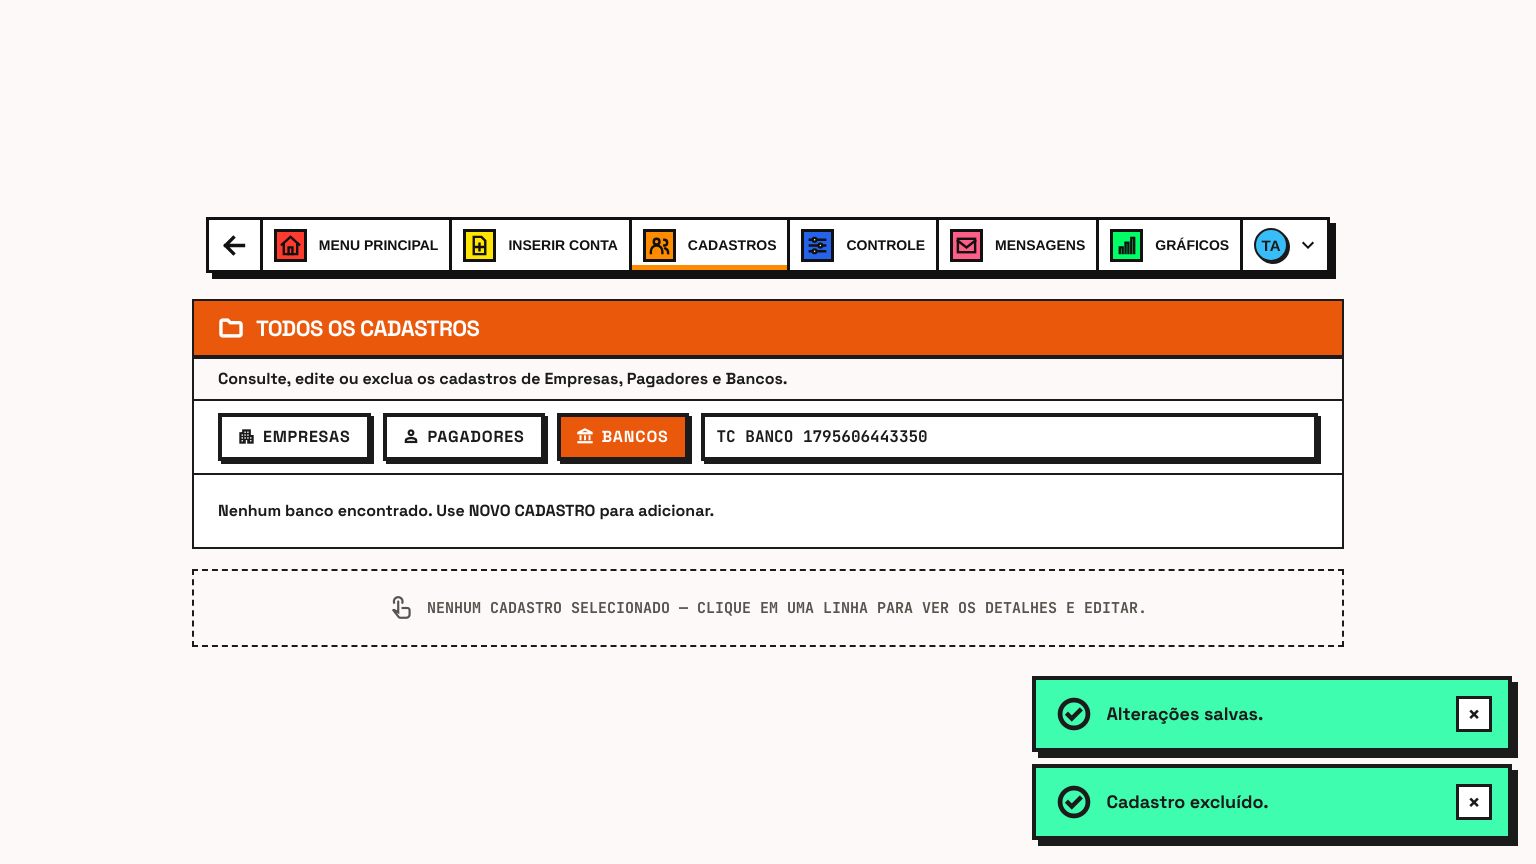 MENU PRINCIPAL
INSERIR CONTA
CADASTROS
CONTROLE
MENSAGENS
GRÁFICOS
TA
TODOS OS CADASTROS
Consulte, edite ou exclua os cadastros de Empresas, Pagadores e Bancos.
EMPRESAS
PAGADORES
BANCOS
TC BANCO 1795606443350
Nenhum banco encontrado. Use NOVO CADASTRO para adicionar.
NENHUM CADASTRO SELECIONADO — CLIQUE EM UMA LINHA PARA VER OS DETALHES E EDITAR.
Alterações salvas.
Cadastro excluído.